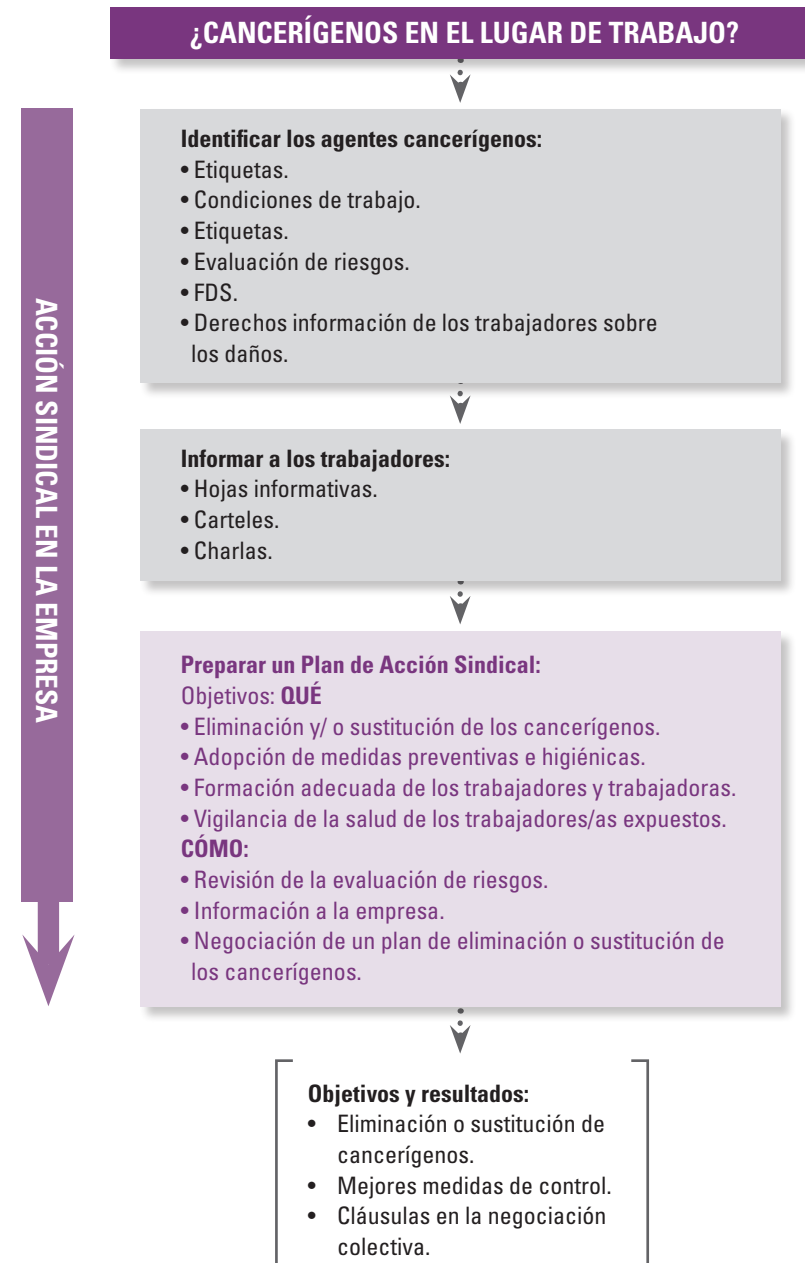 ¿CANCERÍGENOS EN EL LUGAR DE TRABAJO?
ACCIÓN SINDICAL EN LA EMPRESA
Identificar los agentes cancerígenos:
• Etiquetas.
• Condiciones de trabajo.
• Etiquetas.
• Evaluación de riesgos.
• FDS.
• Derechos información de los trabajadores sobre
los daños.
Informar a los trabajadores:
• Hojas informativas.
• Carteles.
• Charlas.
Preparar un Plan de Acción Sindical:
Objetivos: QUÉ
• Eliminación y/ o sustitución de los cancerígenos.
• Adopción de medidas preventivas e higiénicas.
• Formación adecuada de los trabajadores y trabajadoras.
• Vigilancia de la salud de los trabajadores/as expuestos.
CÓMO:
• Revisión de la evaluación de riesgos.
• Información a la empresa.
• Negociación de un plan de eliminación o sustitución de
los cancerígenos.
Objetivos y resultados:
• Eliminación o sustitución de
cancerígenos.
• Mejores medidas de control.
• Cláusulas en la negociación
colectiva.